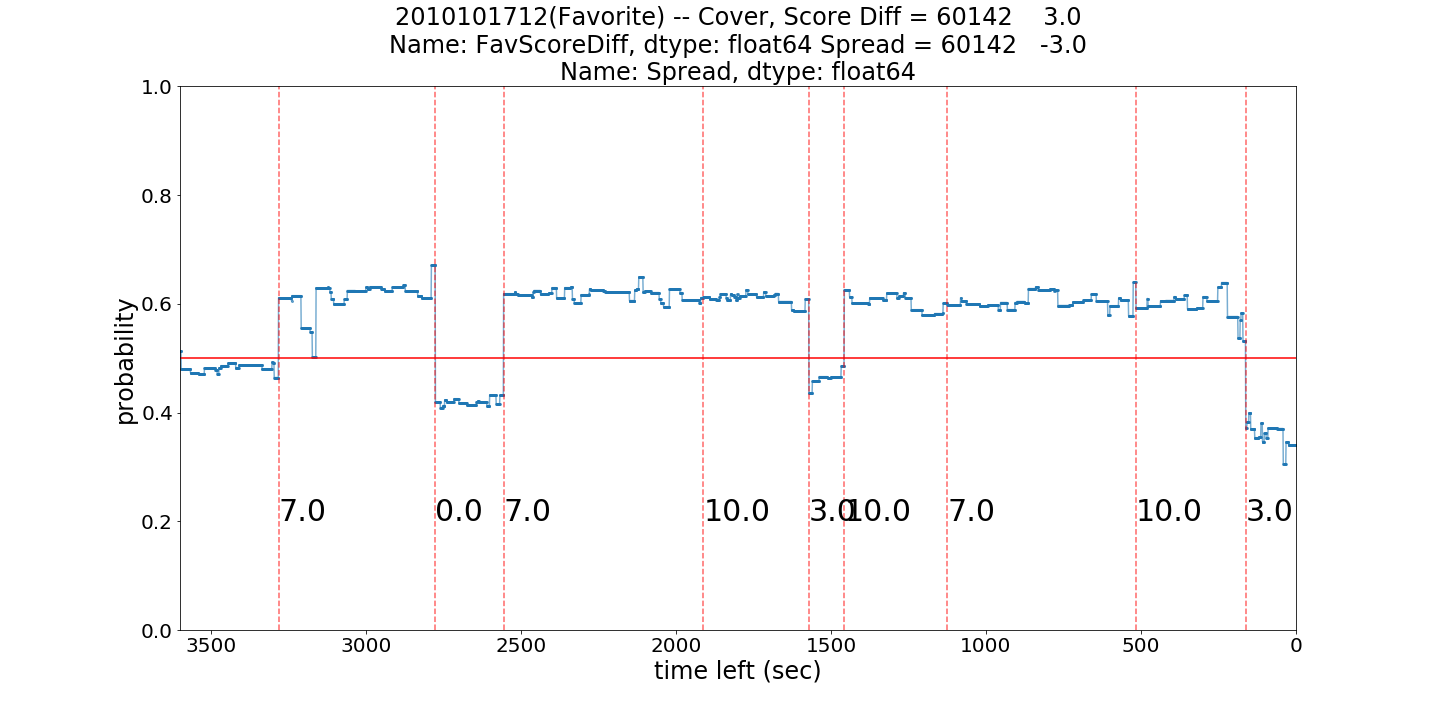 2010101712(Favorite) -- Cover, Score Diff = 60142    3.0
Name: FavScoreDiff, dtype: float64 Spread = 60142   -3.0
Name: Spread, dtype: float64
1.0
0.8
0.6
0.4
0.2
0.0
probability
7.0 0.0 7.0 10.0 3.0 10.0 7.0 10.0 3.0
3500 3000 2500 2000 1500 1000 500 0
time left (sec)